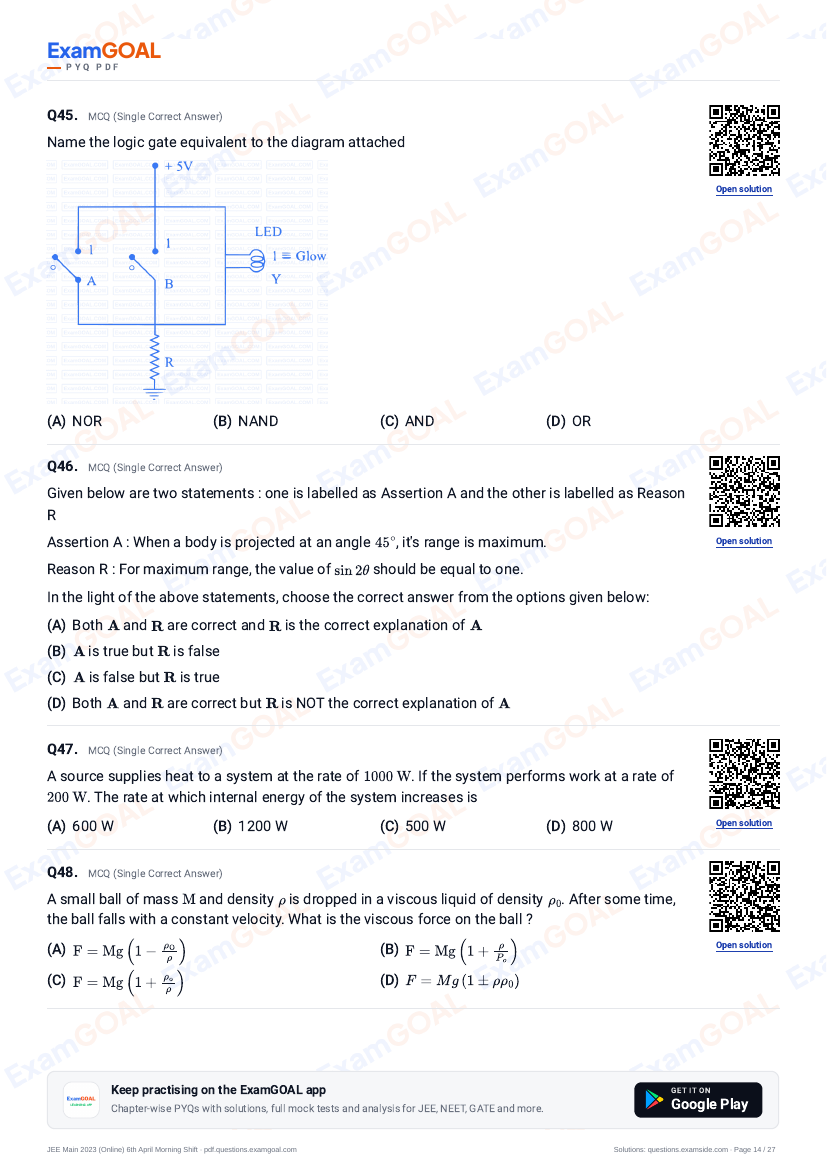 ExamGOAL
PYQ PDF
Q45. MCQ (Single Correct Answer)
Name the logic gate equivalent to the diagram attached
Open solution
+ 5V
LED
1 1
1 ≡ Glow
A B Y
R
(A) NOR (B) NAND (C) AND (D) OR
Q46. MCQ (Single Correct Answer)
Given below are two statements : one is labelled as Assertion A and the other is labelled as Reason
R
Assertion A : When a body is projected at an angle 45°, it's range is maximum.
Open solution
Reason R : For maximum range, the value of sin 2θ should be equal to one.
In the light of the above statements, choose the correct answer from the options given below:
(A) Both A and R are correct and R is the correct explanation of A
(B) A is true but R is false
(C) A is false but R is true
(D) Both A and R are correct but R is NOT the correct explanation of A
Q47. MCQ (Single Correct Answer)
A source supplies heat to a system at the rate of 1000 W. If the system performs work at a rate of
200 W. The rate at which internal energy of the system increases is
(A) 600 W (B) 1200 W (C) 500 W (D) 800 W
Open solution
Q48. MCQ (Single Correct Answer)
A small ball of mass M and density ρ is dropped in a viscous liquid of density ρ₀. After some time,
the ball falls with a constant velocity. What is the viscous force on the ball ?
Open solution
(A) F = Mg (1 − ρ₀/ρ) (B) F = Mg (1 + ρ/Pₒ)
(C) F = Mg (1 + ρₒ/ρ) (D) F = Mg(1 ± ρρ₀)
Keep practising on the ExamGOAL app
Chapter-wise PYQs with solutions, full mock tests and analysis for JEE, NEET, GATE and more.
GET IT ON
Google Play
JEE Main 2023 (Online) 6th April Morning Shift · pdf.questions.examgoal.com Solutions: questions.examside.com · Page 14 / 27